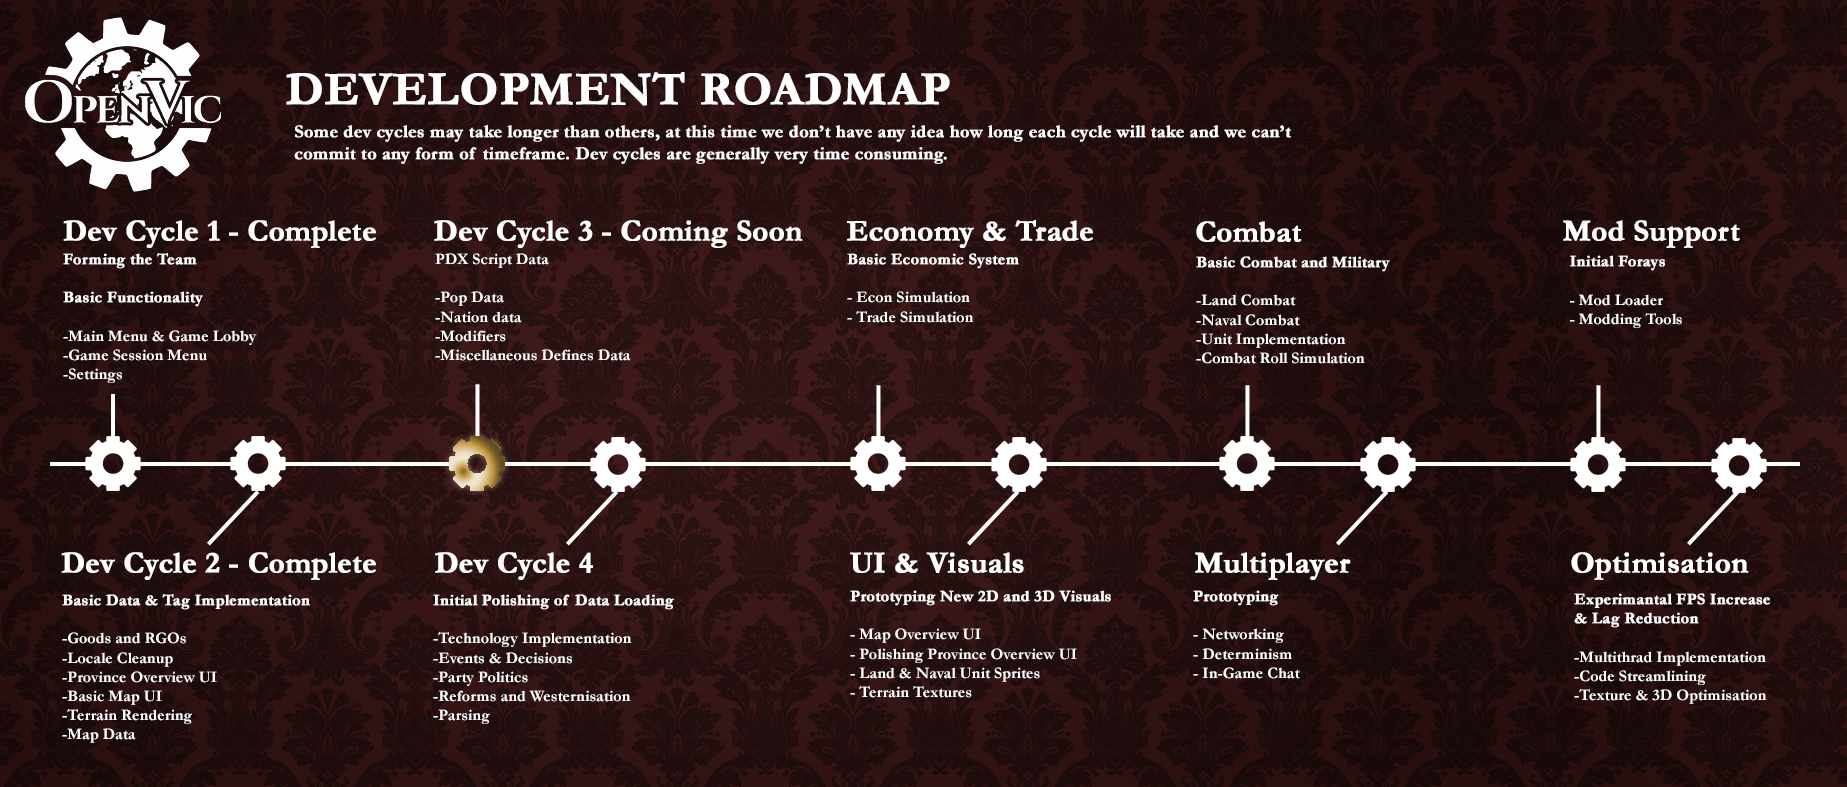 OpenVic
DEVELOPMENT ROADMAP
Some dev cycles may take longer than others, at this time we don't have any idea how long each cycle will take and we can't
commit to any form of timeframe. Dev cycles are generally very time consuming.
Dev Cycle 1 - Complete
Forming the Team
Basic Functionality
-Main Menu & Game Lobby
-Game Session Menu
-Settings
Dev Cycle 3 - Coming Soon
PDX Script Data
-Pop Data
-Nation data
-Modifiers
-Miscellaneous Defines Data
Economy & Trade
Basic Economic System
- Econ Simulation
- Trade Simulation
Combat
Basic Combat and Military
-Land Combat
-Naval Combat
-Unit Implementation
-Combat Roll Simulation
Mod Support
Initial Forays
- Mod Loader
- Modding Tools
Dev Cycle 2 - Complete
Basic Data & Tag Implementation
-Goods and RGOs
-Locale Cleanup
-Province Overview UI
-Basic Map UI
-Terrain Rendering
-Map Data
Dev Cycle 4
Initial Polishing of Data Loading
-Technology Implementation
-Events & Decisions
-Party Politics
-Reforms and Westernisation
-Parsing
UI & Visuals
Prototyping New 2D and 3D Visuals
- Map Overview UI
- Polishing Province Overview UI
- Land & Naval Unit Sprites
- Terrain Textures
Multiplayer
Prototyping
- Networking
- Determinism
- In-Game Chat
Optimisation
Experimantal FPS Increase
& Lag Reduction
-Multithrad Implementation
-Code Streamlining
-Texture & 3D Optimisation